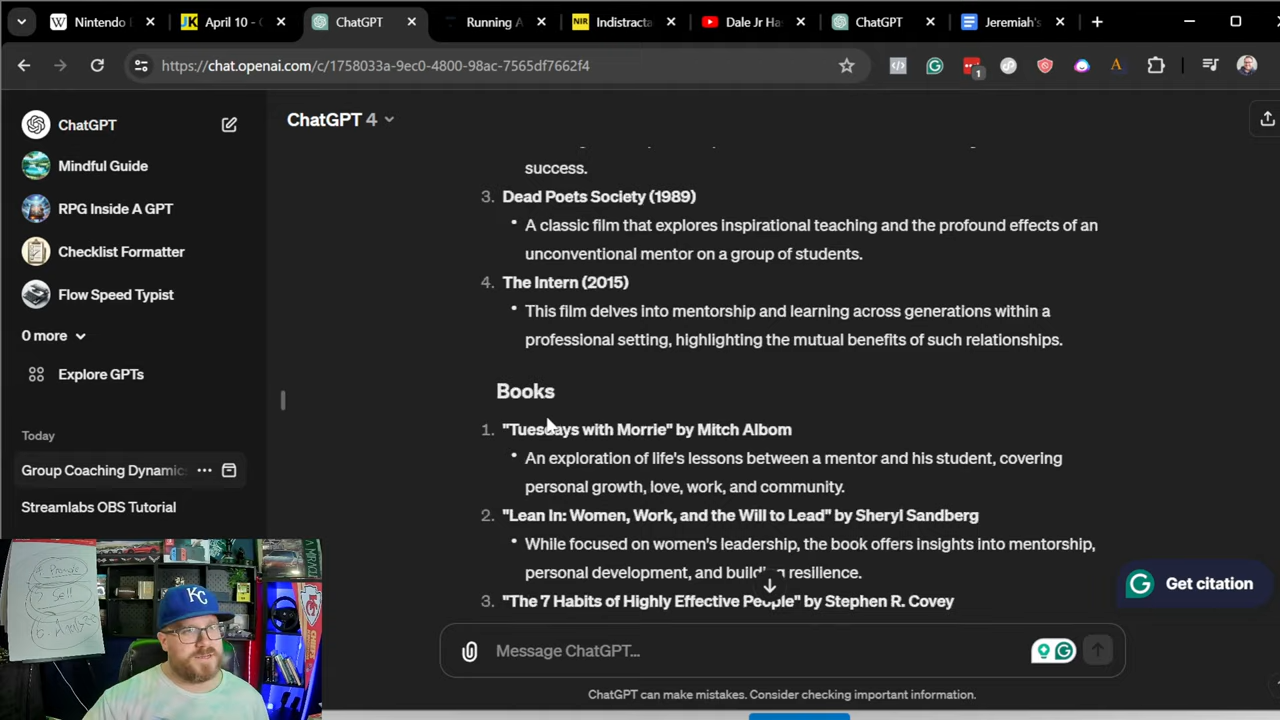 Nintendo
April 10 -
ChatGPT
Running A
NIR
Indistracta
Dale Jr Ha
ChatGPT
Jeremiah's
https://chat.openai.com/c/1758033a-9ec0-4800-98ac-7565df7662f4
1
ChatGPT
Mindful Guide
RPG Inside A GPT
Checklist Formatter
Flow Speed Typist
0 more
Explore GPTs
Today
Group Coaching Dynamic
Streamlabs OBS Tutorial
ChatGPT 4
success.
3. Dead Poets Society (1989)
• A classic film that explores inspirational teaching and the profound effects of an
unconventional mentor on a group of students.
4. The Intern (2015)
• This film delves into mentorship and learning across generations within a
professional setting, highlighting the mutual benefits of such relationships.
Books
1. "Tuesdays with Morrie" by Mitch Albom
• An exploration of life's lessons between a mentor and his student, covering
personal growth, love, work, and community.
2. "Lean In: Women, Work, and the Will to Lead" by Sheryl Sandberg
• While focused on women's leadership, the book offers insights into mentorship,
personal development, and building resilience.
3. "The 7 Habits of Highly Effective People" by Stephen R. Covey
Get citation
Message ChatGPT...
ChatGPT can make mistakes. Consider checking important information.
KC